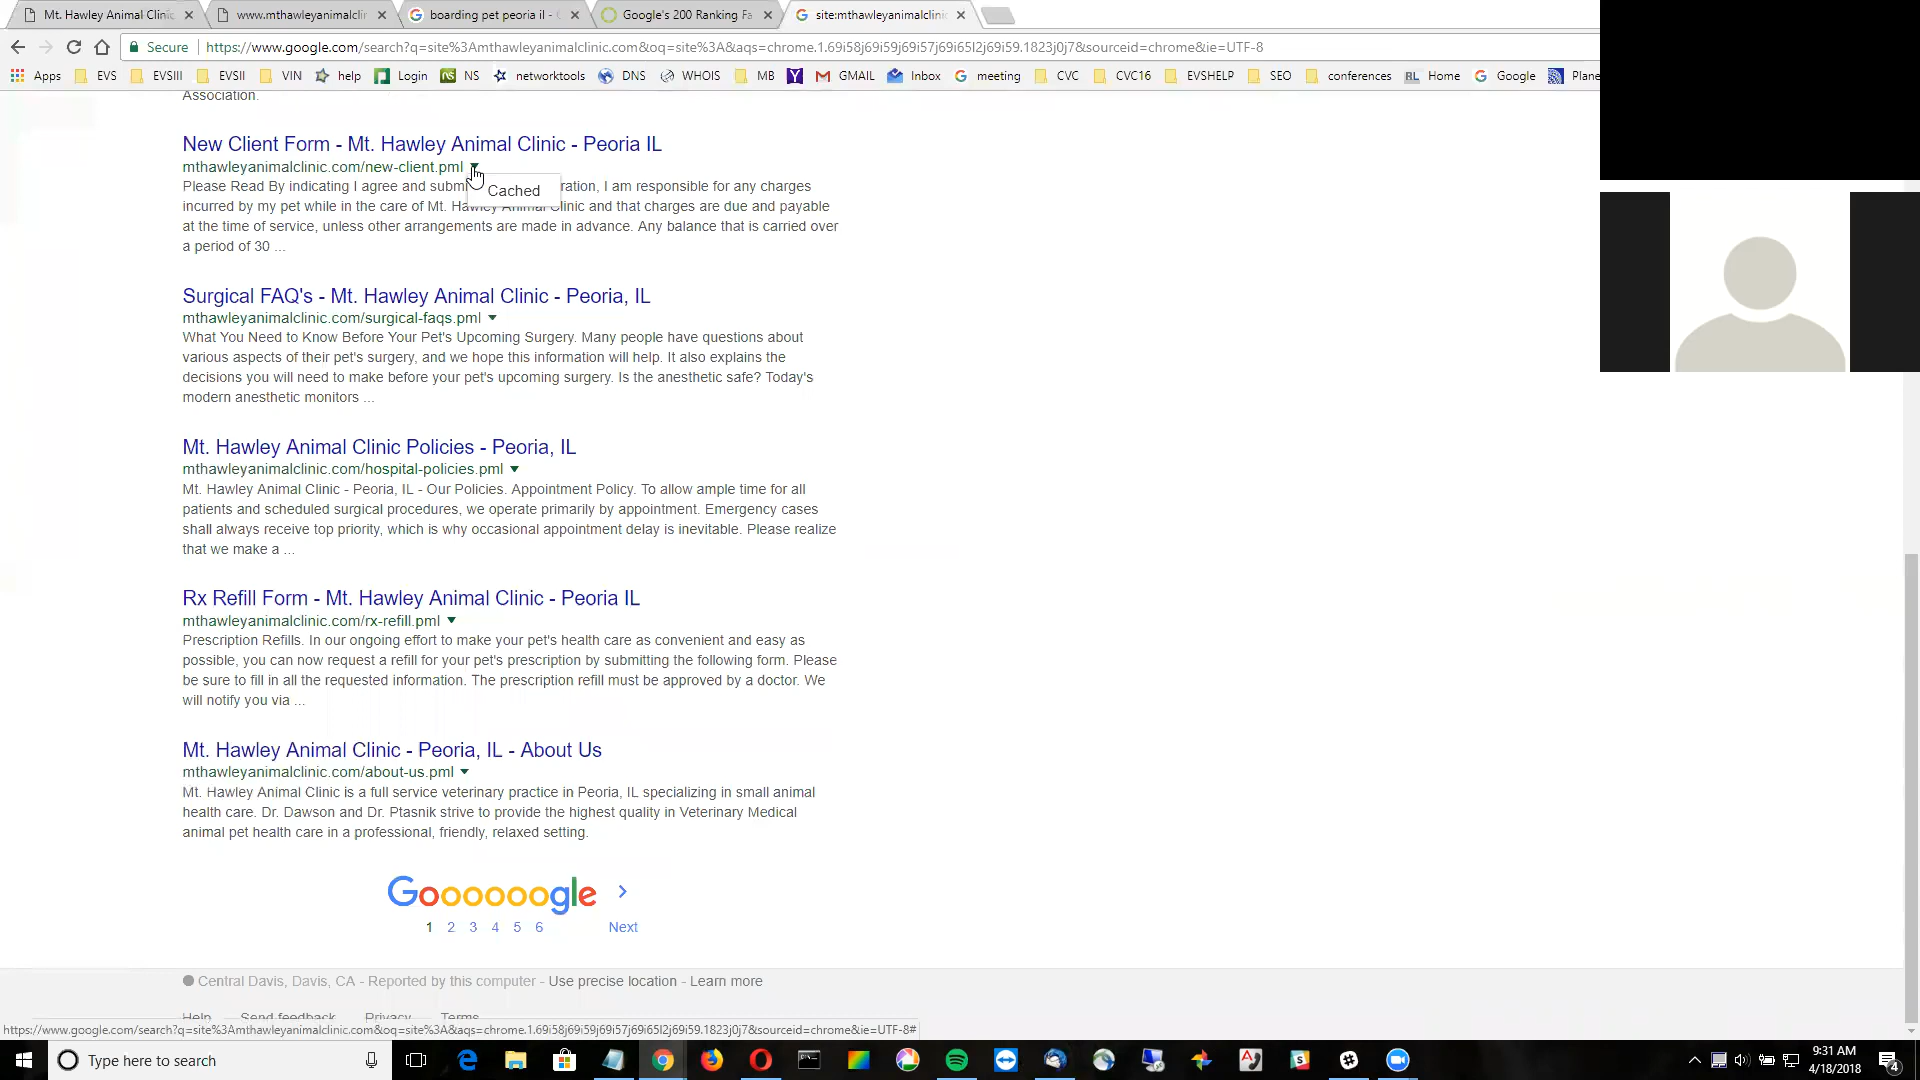 Mt. Hawley Animal Clinic
www.mthawleyanimalclin
boarding pet peoria il -
Google's 200 Ranking Fa
site:mthawleyanimalclinic
Secure
https://www.google.com/search?q=site%3Amthawleyanimalclinic.com&oq=site%3A&aqs=chrome.1.69i58j69i59j69i57j69i65l2j69i59.1823j0j7&sourceid=chrome&ie=UTF-8
Apps EVS EVSIII EVSII VIN help Login NS networktools DNS WHOIS MB GMAIL Inbox meeting CVC CVC16 EVSHELP SEO conferences Home Google Plane
Association.
New Client Form - Mt. Hawley Animal Clinic - Peoria IL
mthawleyanimalclinic.com/new-client.pml
Cached
Please Read By indicating I agree and subm ration, I am responsible for any charges
incurred by my pet while in the care of Mt. Hawley Animal Clinic and that charges are due and payable
at the time of service, unless other arrangements are made in advance. Any balance that is carried over
a period of 30 ...
Surgical FAQ's - Mt. Hawley Animal Clinic - Peoria, IL
mthawleyanimalclinic.com/surgical-faqs.pml
What You Need to Know Before Your Pet's Upcoming Surgery. Many people have questions about
various aspects of their pet's surgery, and we hope this information will help. It also explains the
decisions you will need to make before your pet's upcoming surgery. Is the anesthetic safe? Today's
modern anesthetic monitors ...
Mt. Hawley Animal Clinic Policies - Peoria, IL
mthawleyanimalclinic.com/hospital-policies.pml
Mt. Hawley Animal Clinic - Peoria, IL - Our Policies. Appointment Policy. To allow ample time for all
patients and scheduled surgical procedures, we operate primarily by appointment. Emergency cases
shall always receive top priority, which is why occasional appointment delay is inevitable. Please realize
that we make a ...
Rx Refill Form - Mt. Hawley Animal Clinic - Peoria IL
mthawleyanimalclinic.com/rx-refill.pml
Prescription Refills. In our ongoing effort to make your pet's health care as convenient and easy as
possible, you can now request a refill for your pet's prescription by submitting the following form. Please
be sure to fill in all the requested information. The prescription refill must be approved by a doctor. We
will notify you via ...
Mt. Hawley Animal Clinic - Peoria, IL - About Us
mthawleyanimalclinic.com/about-us.pml
Mt. Hawley Animal Clinic is a full service veterinary practice in Peoria, IL specializing in small animal
health care. Dr. Dawson and Dr. Ptasnik strive to provide the highest quality in Veterinary Medical
animal pet health care in a professional, friendly, relaxed setting.
Goooooogle
1 2 3 4 5 6 Next
Central Davis, Davis, CA - Reported by this computer - Use precise location - Learn more
Help Send feedback Privacy Terms
https://www.google.com/search?q=site%3Amthawleyanimalclinic.com&oq=site%3A&aqs=chrome.1.69i58j69i59j69i57j69i65l2j69i59.1823j0j7&sourceid=chrome&ie=UTF-8#
Type here to search
9:31 AM
4/18/2018
4